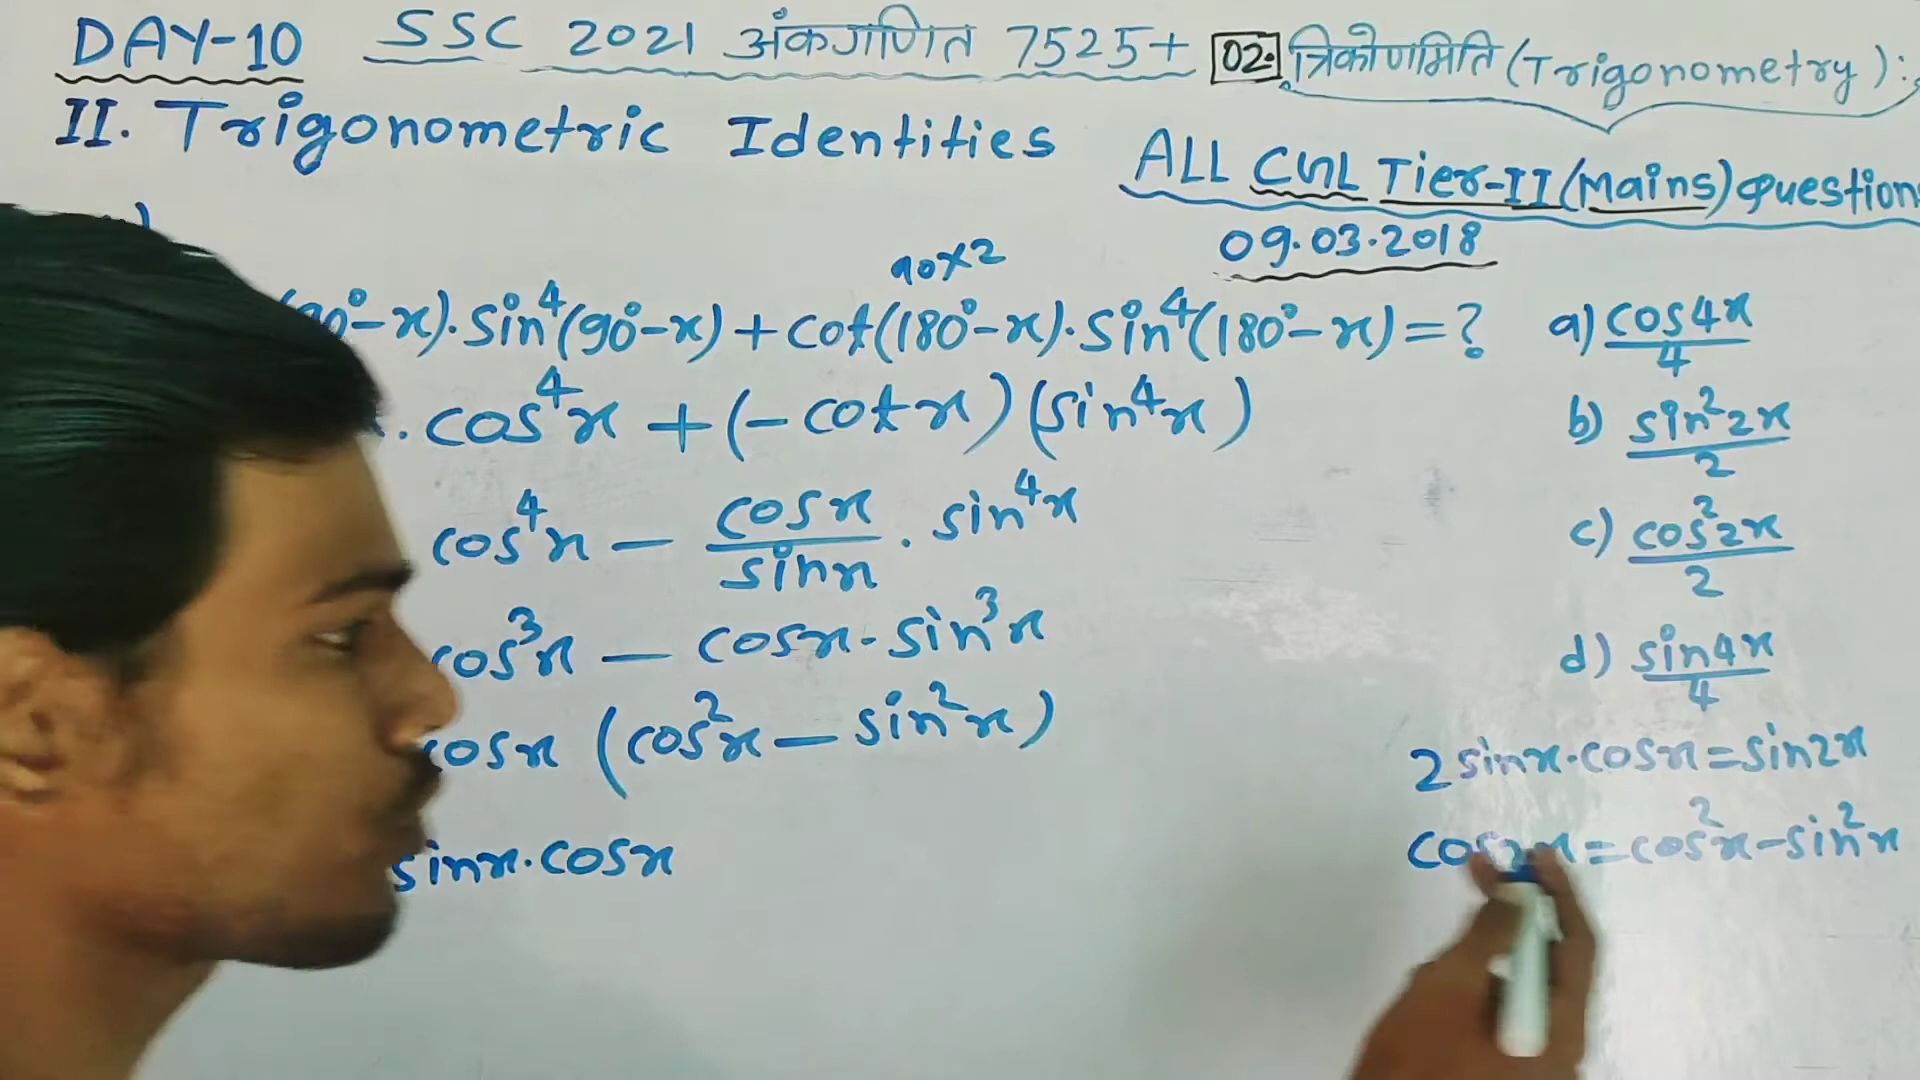 DAY-10 SSC 2021 अंकगणित 7525+ 02. त्रिकोणमिति (Trigonometry):
II. Trigonometric Identities
ALL CGL Tier-II (Mains) Question
09.03.2018
90×2
90°-x).sin⁴(90°-x)+cot(180°-x).sin⁴(180°-x)=?
. cos⁴x + (-cotx)(sin⁴x)
cos⁴x - cosx/sinx . sin⁴x
cos³x - cosx.sin³x
cosx (cos²x - sin²x)
sinx.cosx
a) cos4x/4
b) sin²2x/2
c) cos²2x/2
d) sin4x/4
2sinx.cosx=sin2x
cos2x=cos²x-sin²x